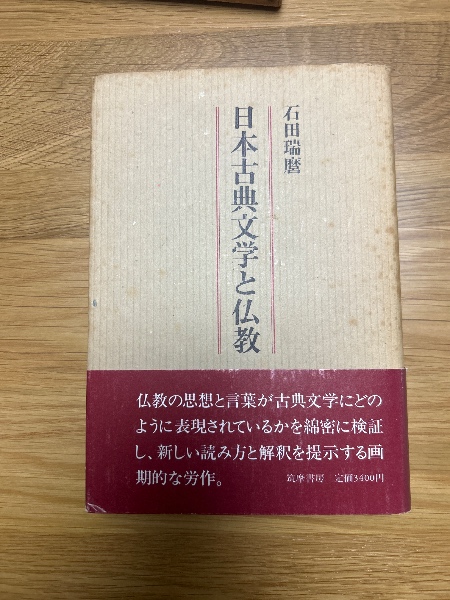 石田瑞麿
日本古典文学と仏教
仏教の思想と言葉が古典文学にどの
ように表現されているかを綿密に検証
し、新しい読み方と解釈を提示する画
期的な労作。
筑摩書房 定価3400円